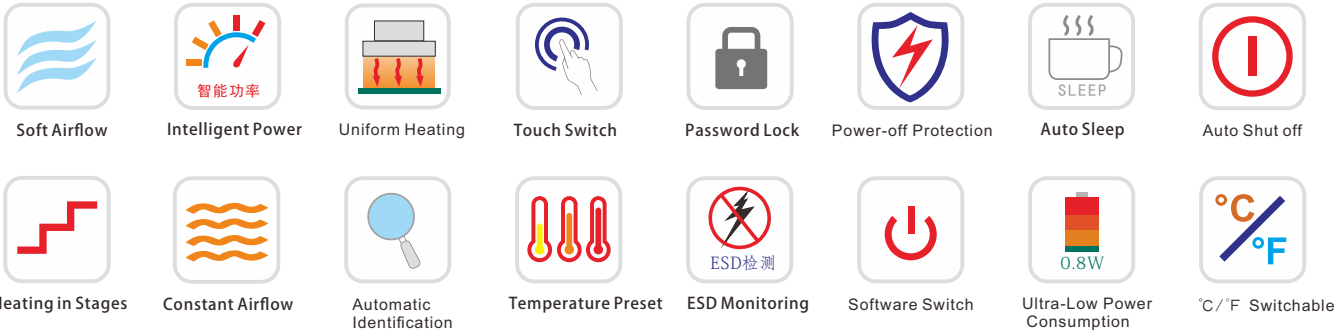 智能功率
SLEEP
Soft Airflow
Intelligent Power
Uniform Heating
Touch Switch
Password Lock
Power-off Protection
Auto Sleep
Auto Shut off
ESD检测
0.8W
°C/°F
Heating in Stages
Constant Airflow
Automatic
Identification
Temperature Preset
ESD Monitoring
Software Switch
Ultra-Low Power
Consumption
°C/°F Switchable